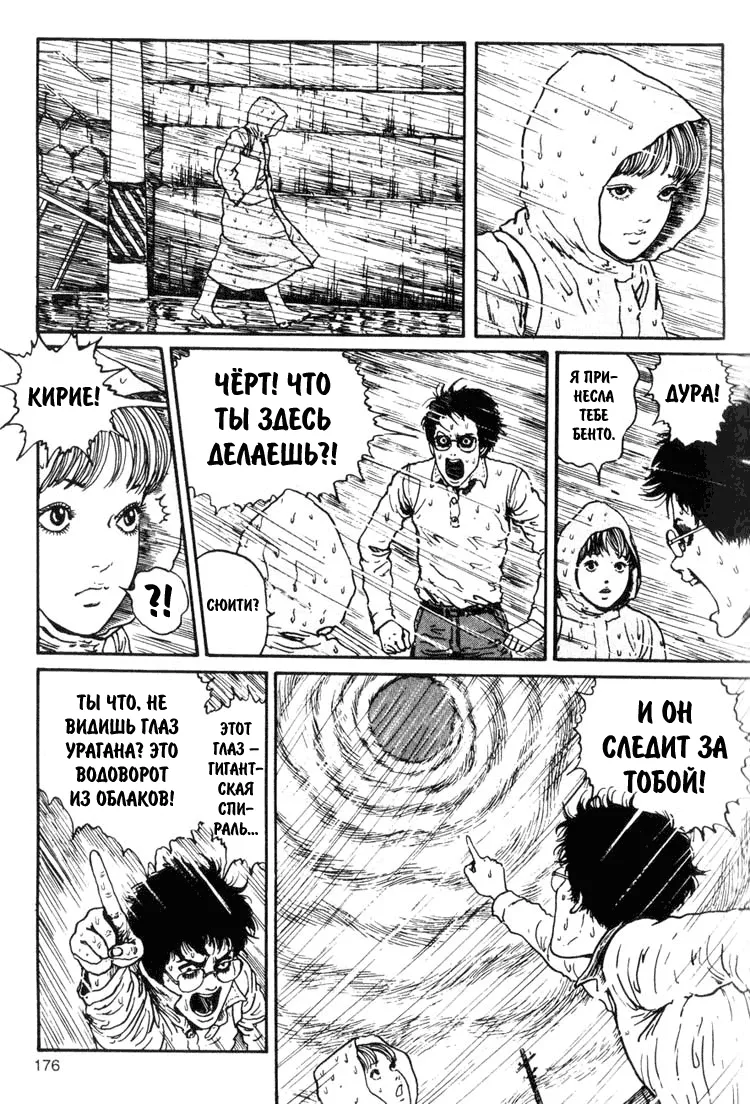 КИРИЕ!
?!
ЧЁРТ! ЧТО
ТЫ ЗДЕСЬ
ДЕЛАЕШЬ?!
СЮИТИ?
Я ПРИ-
НЕСЛА
ТЕБЕ
БЕНТО.
ДУРА!
ТЫ ЧТО, НЕ
ВИДИШЬ ГЛАЗ
УРАГАНА? ЭТО
ВОДОВОРОТ
ИЗ ОБЛАКОВ!
ЭТОТ
ГЛАЗ –
ГИГАНТ-
СКАЯ
СПИ-
РАЛЬ...
И ОН
СЛЕДИТ ЗА
ТОБОЙ!
176